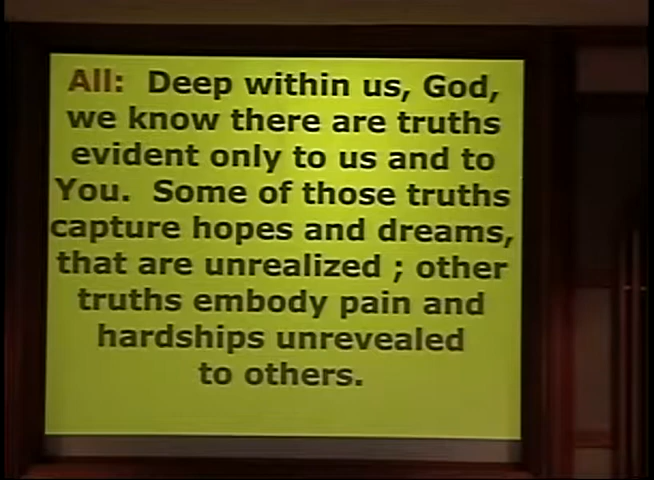 All: Deep within us, God,
we know there are truths
evident only to us and to
You. Some of those truths
capture hopes and dreams,
that are unrealized ; other
truths embody pain and
hardships unrevealed
to others.